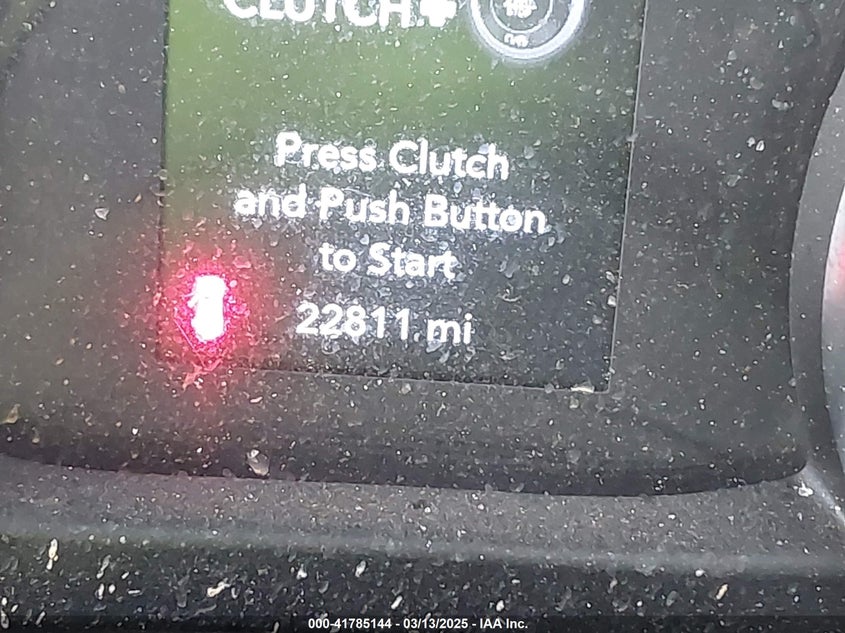 CLUTCH+
Press Clutch
and Push Button
to Start
22811 mi
000-41785144 - 03/13/2025 - IAA Inc.